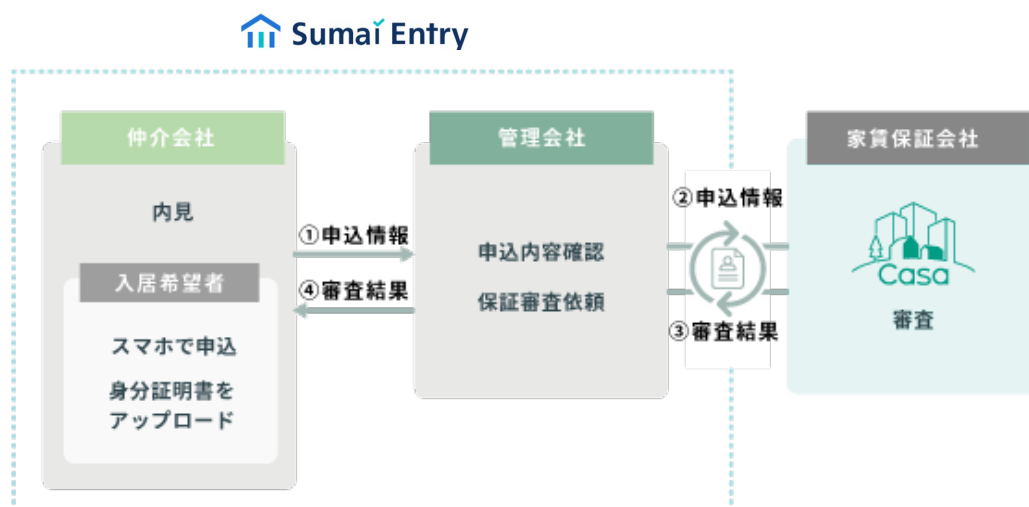 Sumai Entry
仲介会社
内見
入居希望者
スマホで申込
身分証明書を
アップロード
①申込情報
④審査結果
管理会社
申込内容確認
保証審査依頼
②申込情報
③審査結果
家賃保証会社
Casa
審査